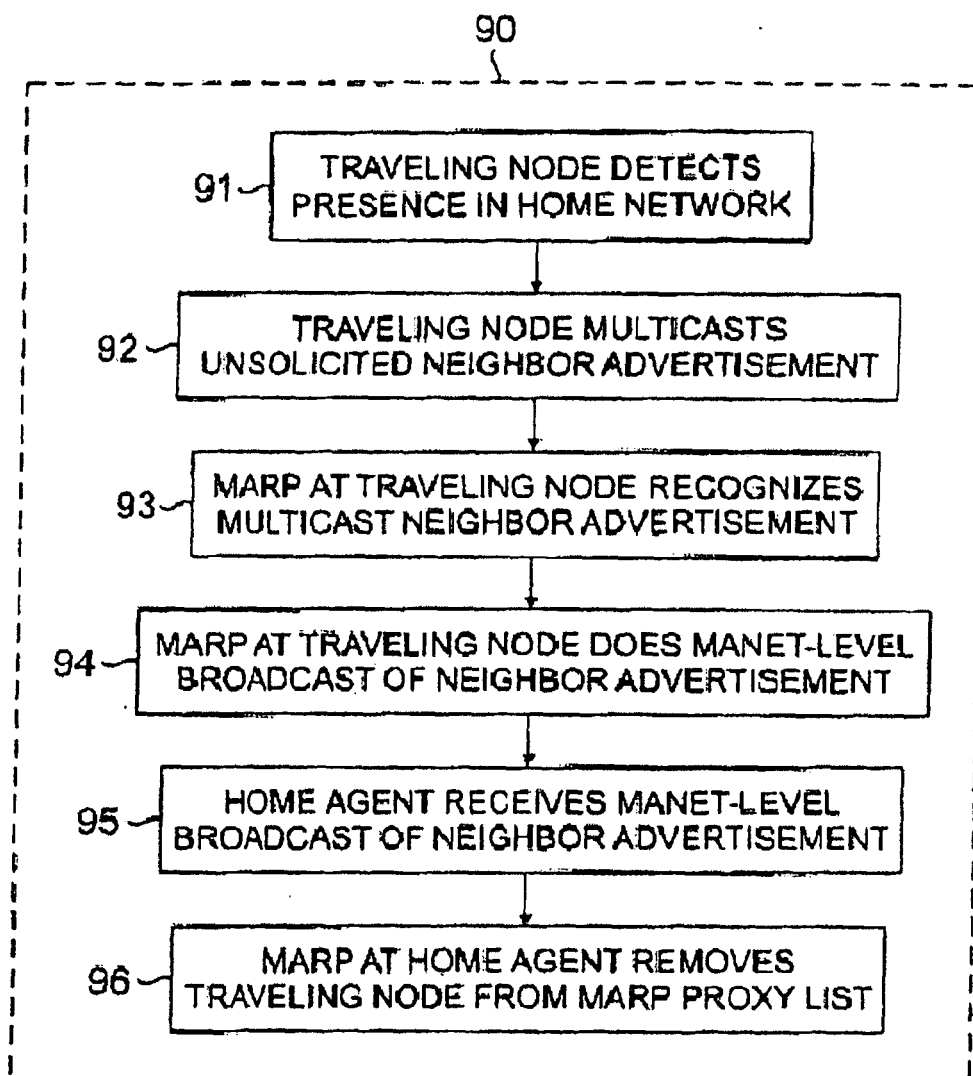 90
91
TRAVELING NODE DETECTS
PRESENCE IN HOME NETWORK
92
TRAVELING NODE MULTICASTS
UNSOLICITED NEIGHBOR ADVERTISEMENT
93
MARP AT TRAVELING NODE RECOGNIZES
MULTICAST NEIGHBOR ADVERTISEMENT
94
MARP AT TRAVELING NODE DOES MANET-LEVEL
BROADCAST OF NEIGHBOR ADVERTISEMENT
95
HOME AGENT RECEIVES MANET-LEVEL
BROADCAST OF NEIGHBOR ADVERTISEMENT
96
MARP AT HOME AGENT REMOVES
TRAVELING NODE FROM MARP PROXY LIST